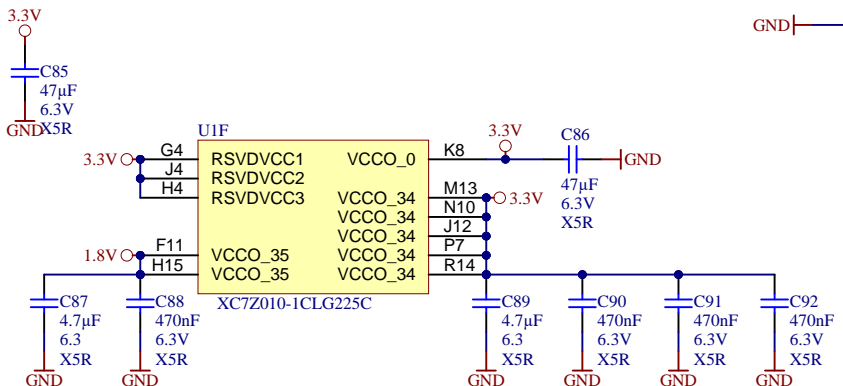 3.3V
C85
47µF
6.3V
X5R
GND
GND
U1F
3.3V
G4
J4
H4
RSVDVCC1
RSVDVCC2
RSVDVCC3
1.8V
F11
H15
VCCO_35
VCCO_35
VCCO_0
VCCO_34
VCCO_34
VCCO_34
VCCO_34
VCCO_34
K8
M13
N10
J12
P7
R14
XC7Z010-1CLG225C
3.3V
C86
47µF
6.3V
X5R
GND
3.3V
C87
4.7µF
6.3
X5R
GND
C88
470nF
6.3V
X5R
GND
C89
4.7µF
6.3
X5R
GND
C90
470nF
6.3V
X5R
GND
C91
470nF
6.3V
X5R
GND
C92
470nF
6.3V
X5R
GND